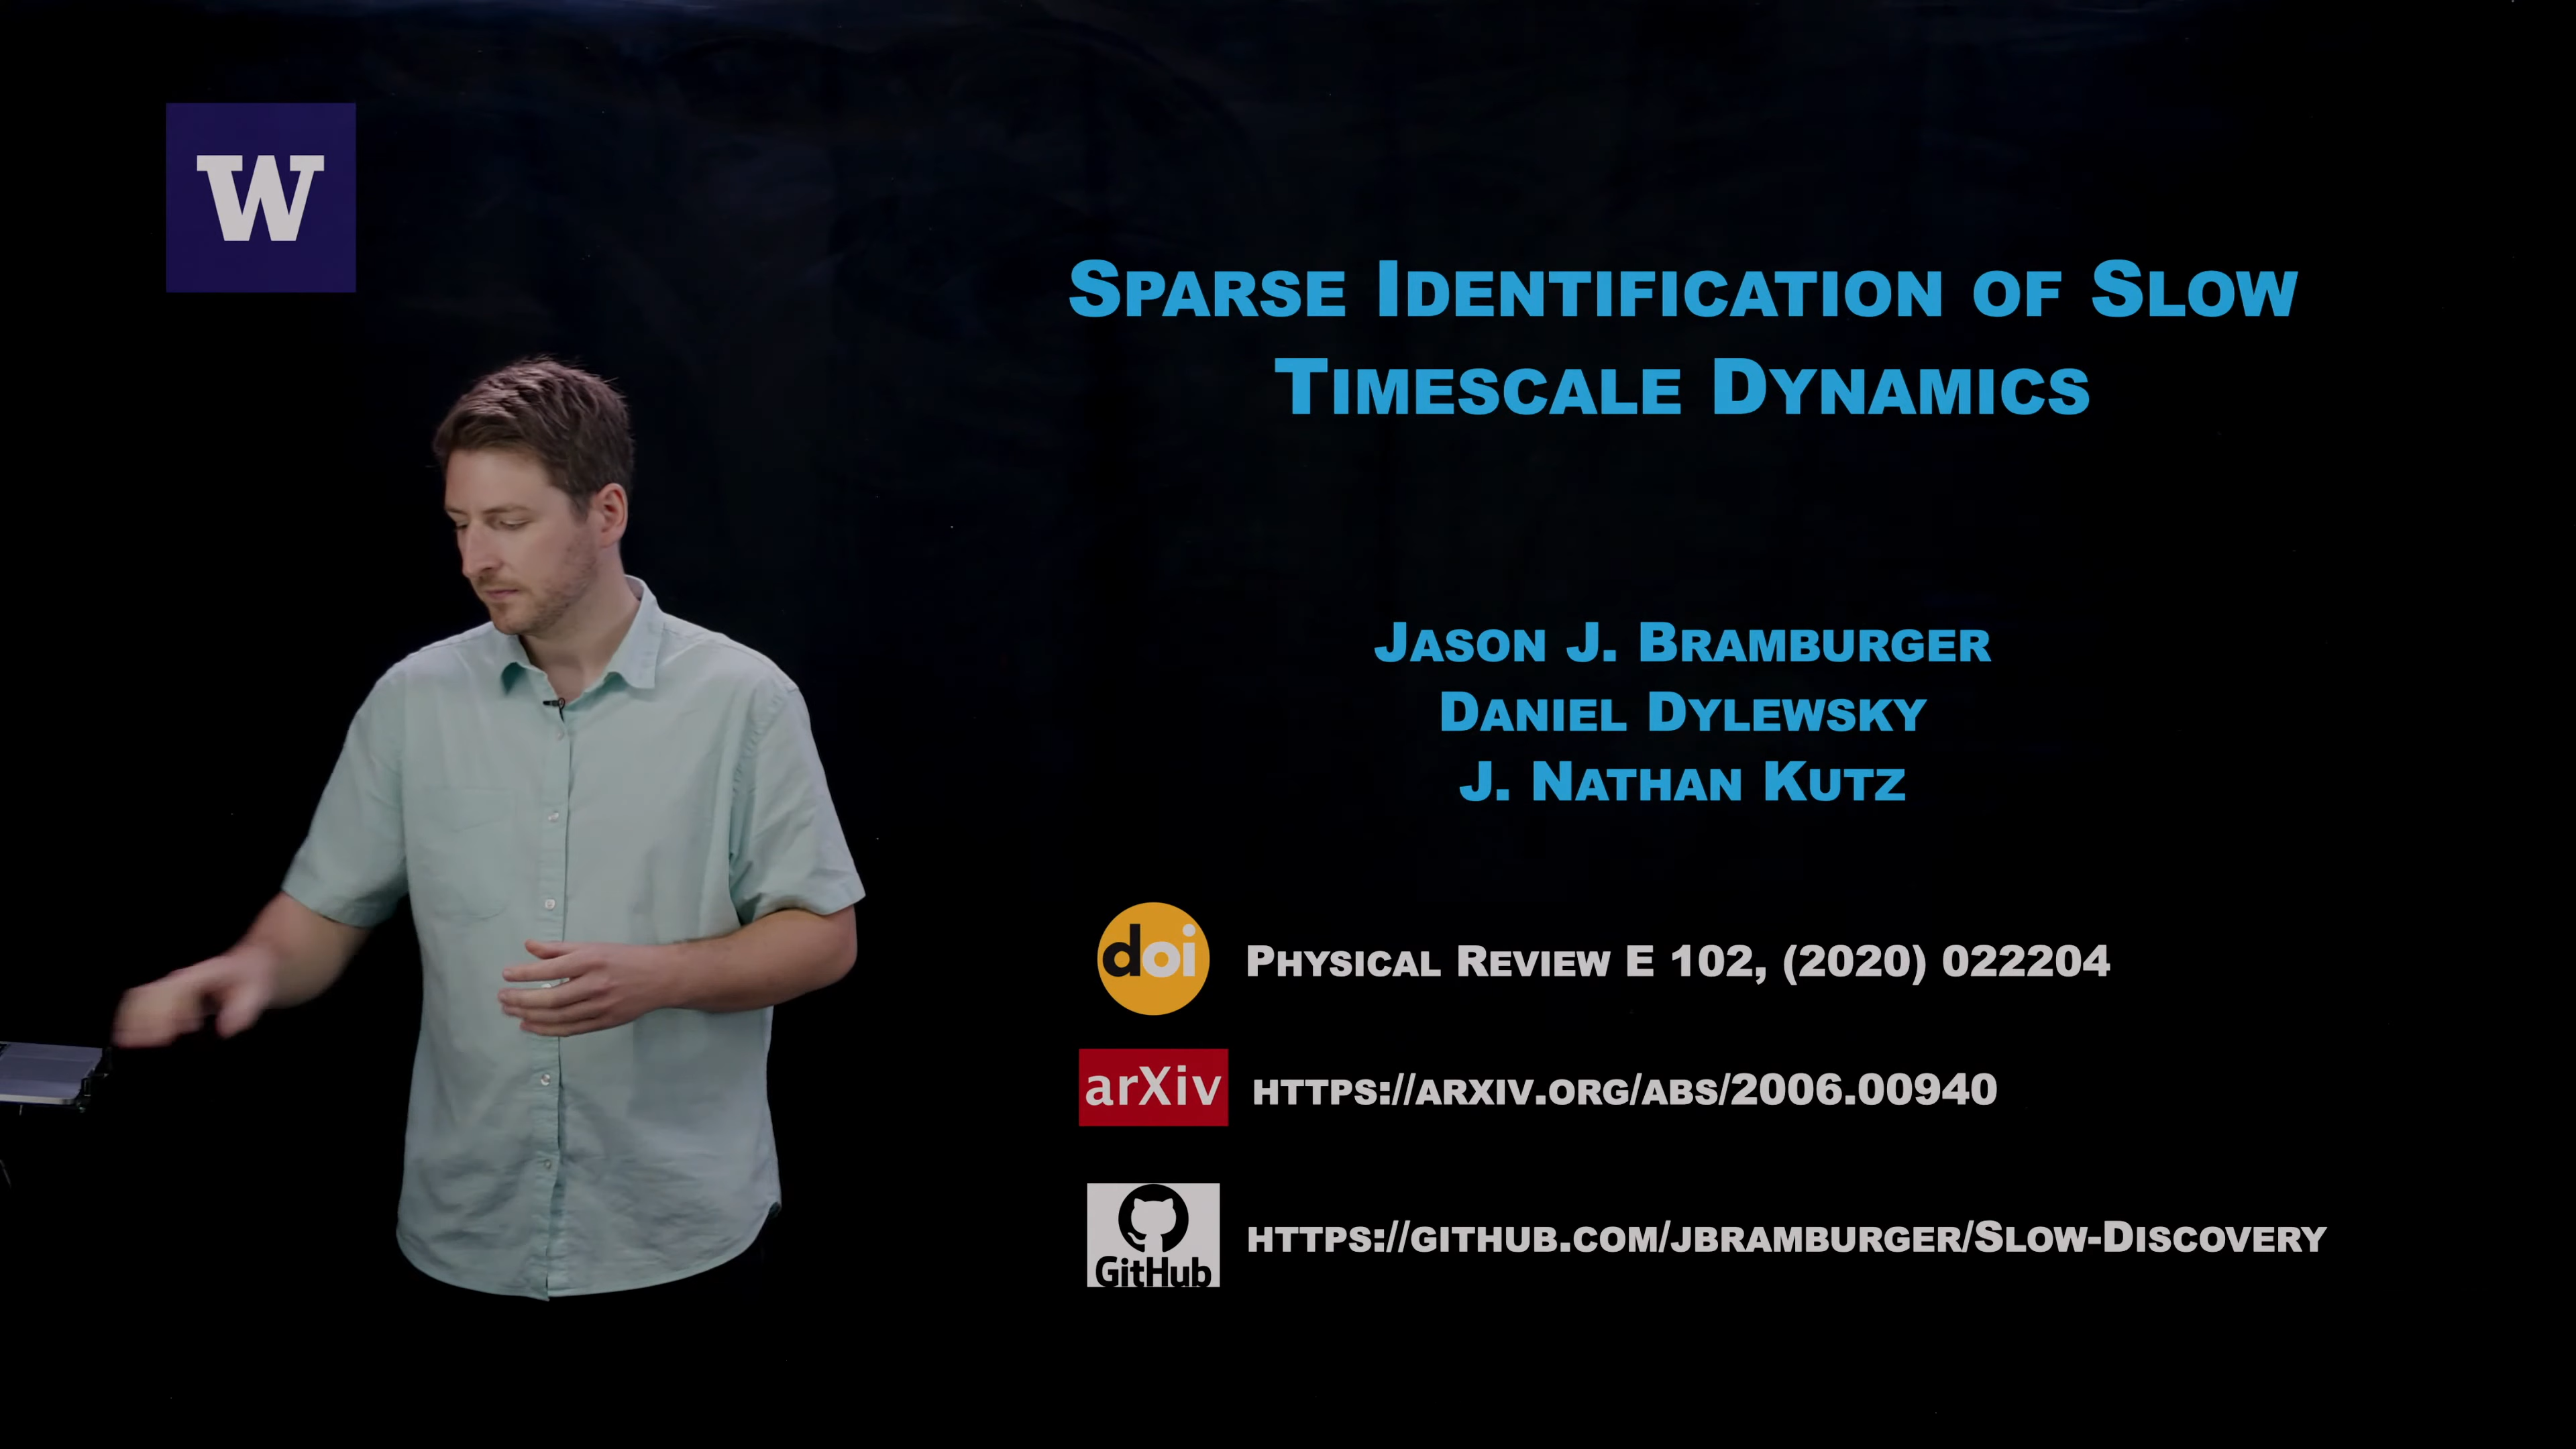 W
Sparse Identification of Slow
Timescale Dynamics
Jason J. Bramburger
Daniel Dylewsky
J. Nathan Kutz
doi Physical Review E 102, (2020) 022204
arXiv https://arxiv.org/abs/2006.00940
GitHub https://github.com/jbramburger/Slow-Discovery